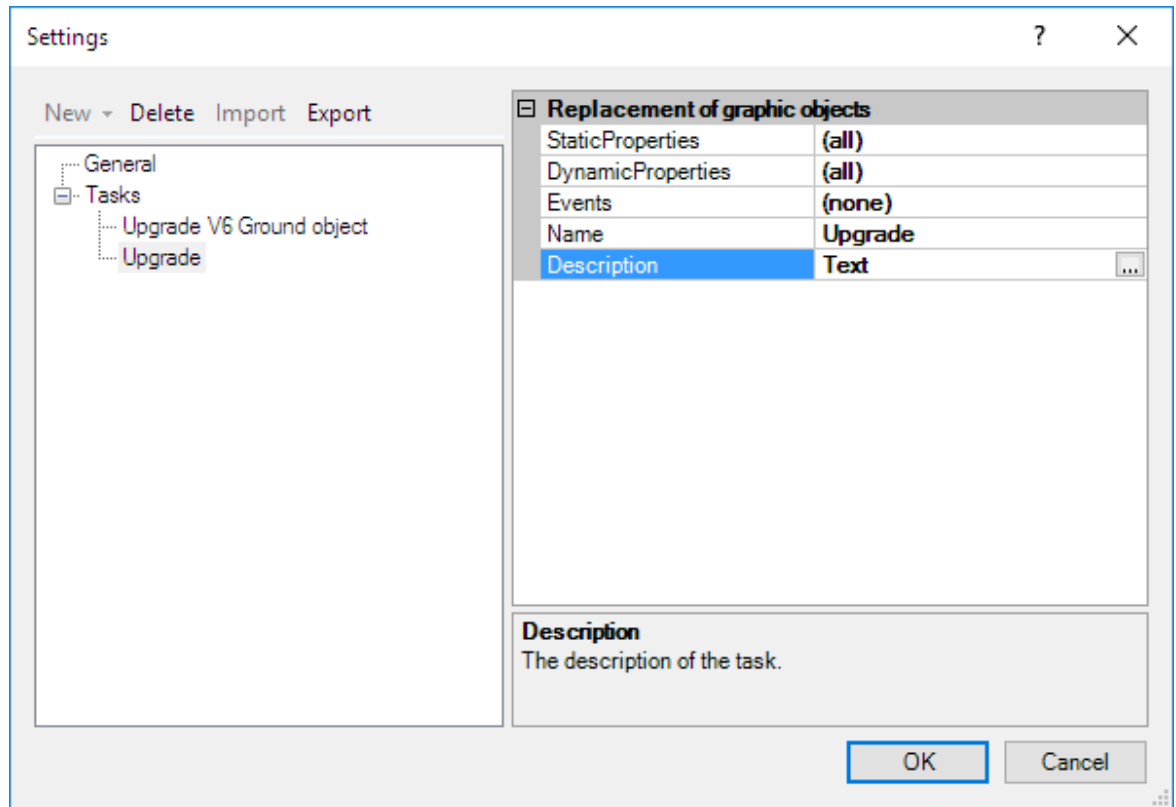 Settings ?
New Delete Import Export
General
Tasks
Upgrade V6 Ground object
Upgrade
Replacement of graphic objects
StaticProperties (all)
DynamicProperties (all)
Events (none)
Name Upgrade
Description Text ...
Description
The description of the task.
OK Cancel